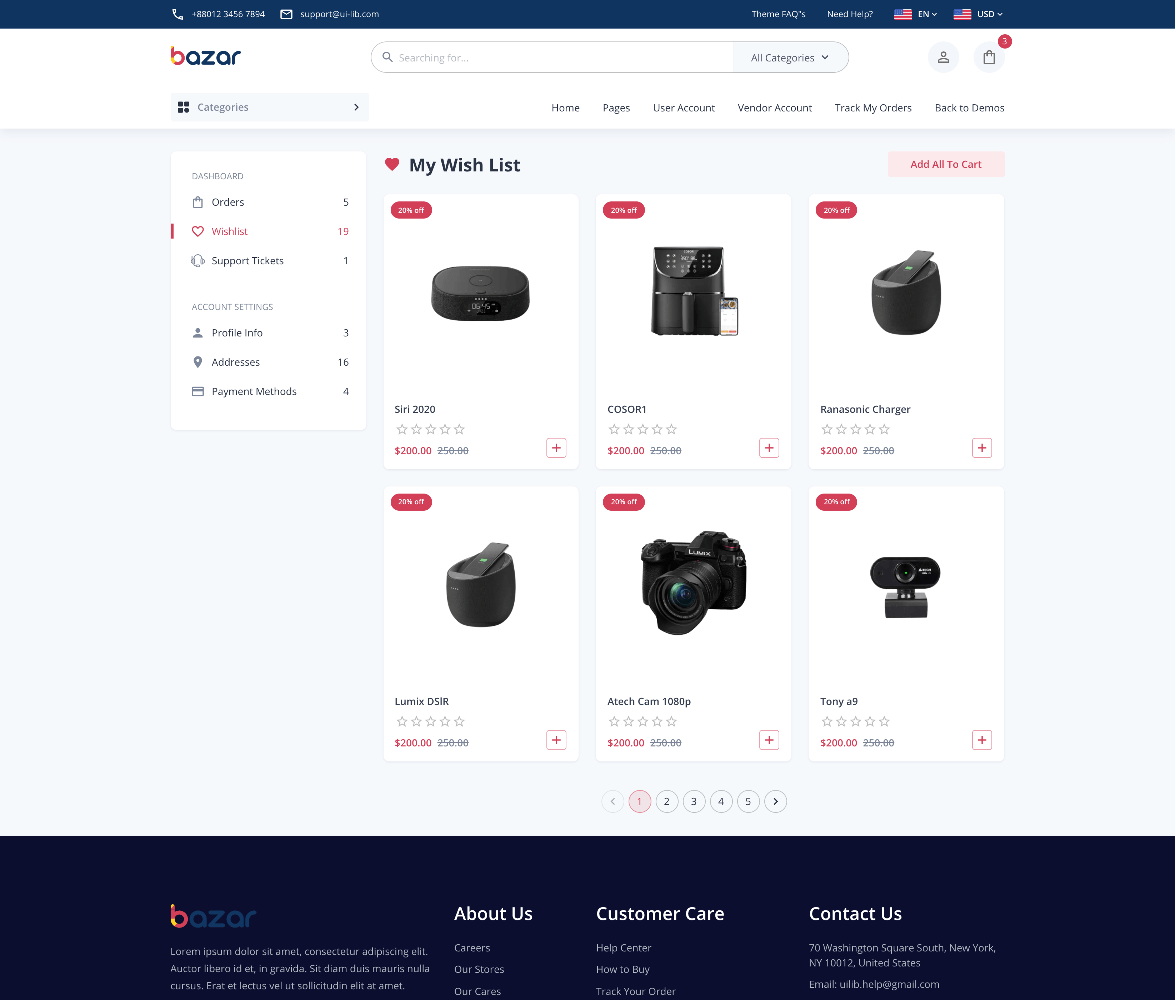 +88012 3456 7894
support@ui-lib.com
Theme FAQ"s
Need Help?
EN
USD
bazar
Searching for...
All Categories
3
Categories
Home
Pages
User Account
Vendor Account
Track My Orders
Back to Demos
DASHBOARD
Orders 5
Wishlist 19
Support Tickets 1
ACCOUNT SETTINGS
Profile Info 3
Addresses 16
Payment Methods 4
My Wish List
Add All To Cart
20% off
Siri 2020
$200.00 250.00
20% off
COSOR1
$200.00 250.00
20% off
Ranasonic Charger
$200.00 250.00
20% off
Lumix DSlR
$200.00 250.00
20% off
LUMIX
Atech Cam 1080p
$200.00 250.00
20% off
Tony a9
$200.00 250.00
1 2 3 4 5
bazar
Lorem ipsum dolor sit amet, consectetur adipiscing elit.
Auctor libero id et, in gravida. Sit diam duis mauris nulla
cursus. Erat et lectus vel ut sollicitudin elit at amet.
About Us
Careers
Our Stores
Our Cares
Customer Care
Help Center
How to Buy
Track Your Order
Contact Us
70 Washington Square South, New York,
NY 10012, United States
Email: uilib.help@gmail.com